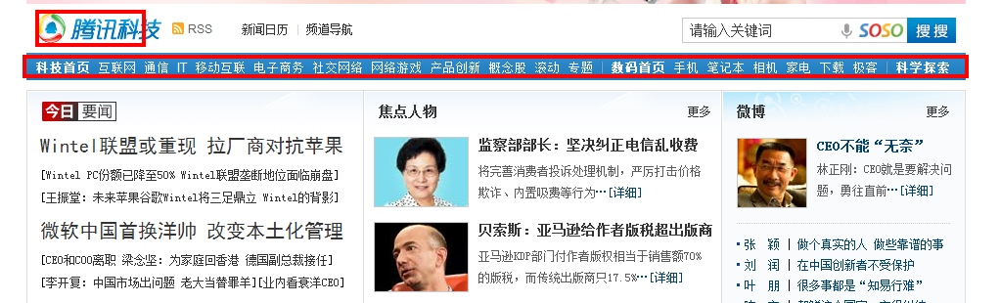 腾讯科技 RSS 新闻日历 | 频道导航 请输入关键词 SOSO 搜搜
科技首页 互联网 通信 IT 移动互联 电子商务 社交网络 网络游戏 产品创新 概念股 滚动 专题 | 数码首页 手机 笔记本 相机 家电 下载 极客 | 科学探索
今日要闻
Wintel联盟或重现 拉厂商对抗苹果
[Wintel PC份额已降至50% Wintel联盟垄断地位面临崩盘]
[王振堂：未来苹果谷歌Wintel将三足鼎立 Wintel的背影]
微软中国首换洋帅 改变本土化管理
[CEO和COO离职 梁念坚：为家庭回香港 德国副总裁接任]
[李开复：中国市场出问题 老大当替罪羊][业内看衰洋CEO]
焦点人物 更多
监察部部长：坚决纠正电信乱收费
将完善消费者投诉处理机制，严厉打击价格
欺诈、内置吸费等行为…[详细]
贝索斯：亚马逊给作者版税超出版商
亚马逊KDP部门付作者版权相当于销售额70%
的版税，而传统出版商只17.5%…[详细]
微博 更多
CEO不能“无奈”
林正刚：CEO就是要解决问
题，勇往直前…[详细]
张 颖 | 做个真实的人 做些靠谱的事
刘 润 | 在中国创新者不受保护
叶 朋 | 很多事都是“知易行难”